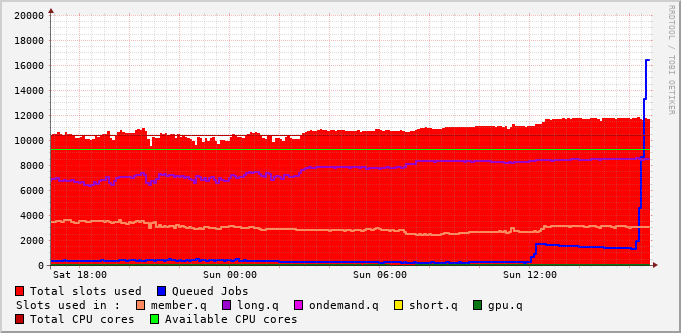 20000
18000
16000
14000
12000
10000
8000
6000
4000
2000
0
Sat 18:00 Sun 00:00 Sun 06:00 Sun 12:00
RRDTOOL / TOBI OETIKER
Total slots used Queued Jobs
Slots used in : member.q long.q ondemand.q short.q gpu.q
Total CPU cores Available CPU cores